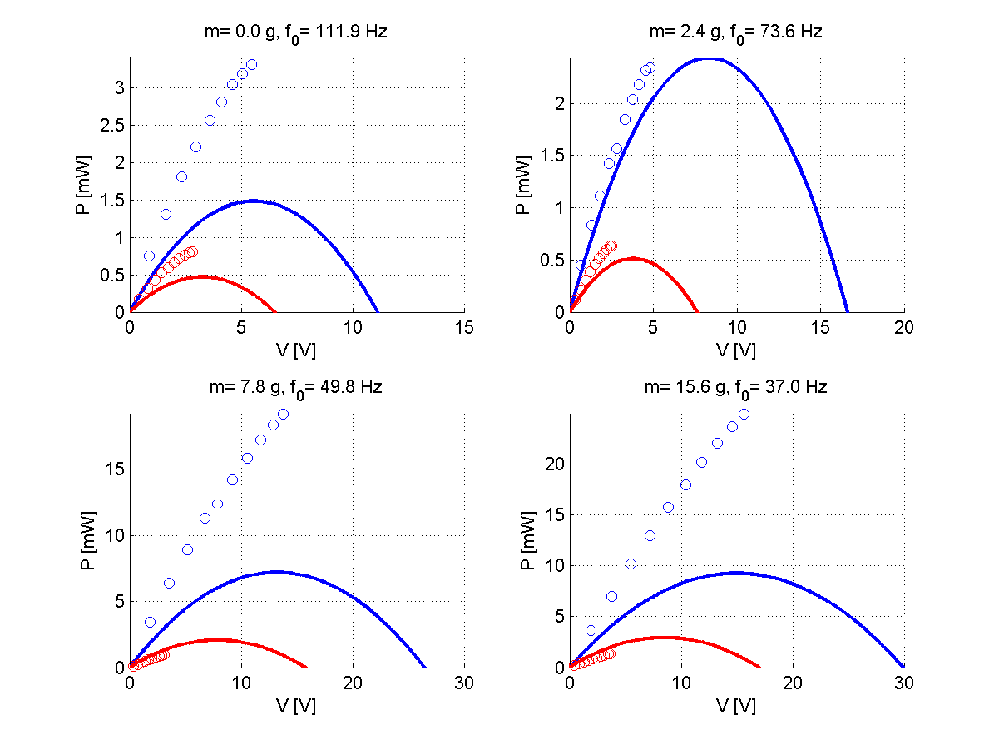 m= 0.0 g, f0= 111.9 Hz
3
2.5
2
1.5
1
0.5
0
P [mW]
0 5 10 15
V [V]
m= 2.4 g, f0= 73.6 Hz
2
1.5
1
0.5
0
P [mW]
0 5 10 15 20
V [V]
m= 7.8 g, f0= 49.8 Hz
15
10
5
0
P [mW]
0 10 20 30
V [V]
m= 15.6 g, f0= 37.0 Hz
20
15
10
5
0
P [mW]
0 10 20 30
V [V]